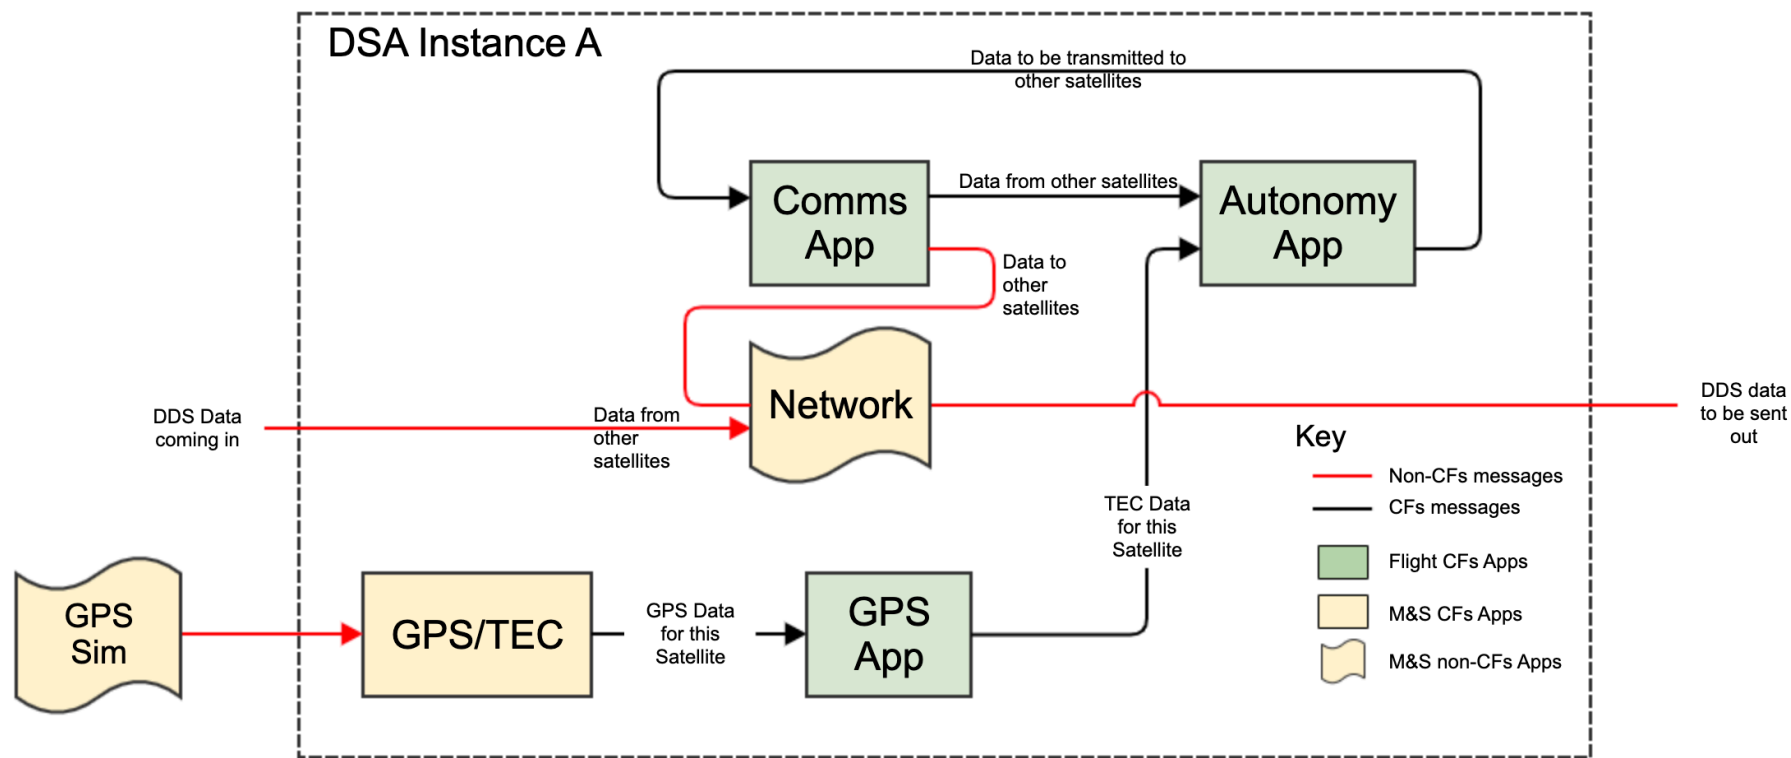 DSA Instance A
Data to be transmitted to
other satellites
Comms
App
Data from other satellites
Autonomy
App
Data to
other
satellites
Network
DDS Data
coming in
Data from
other
satellites
DDS data
to be sent
out
Key
Non-CFs messages
CFs messages
Flight CFs Apps
M&S CFs Apps
M&S non-CFs Apps
TEC Data
for this
Satellite
GPS
Sim
GPS/TEC
GPS Data
for this
Satellite
GPS
App